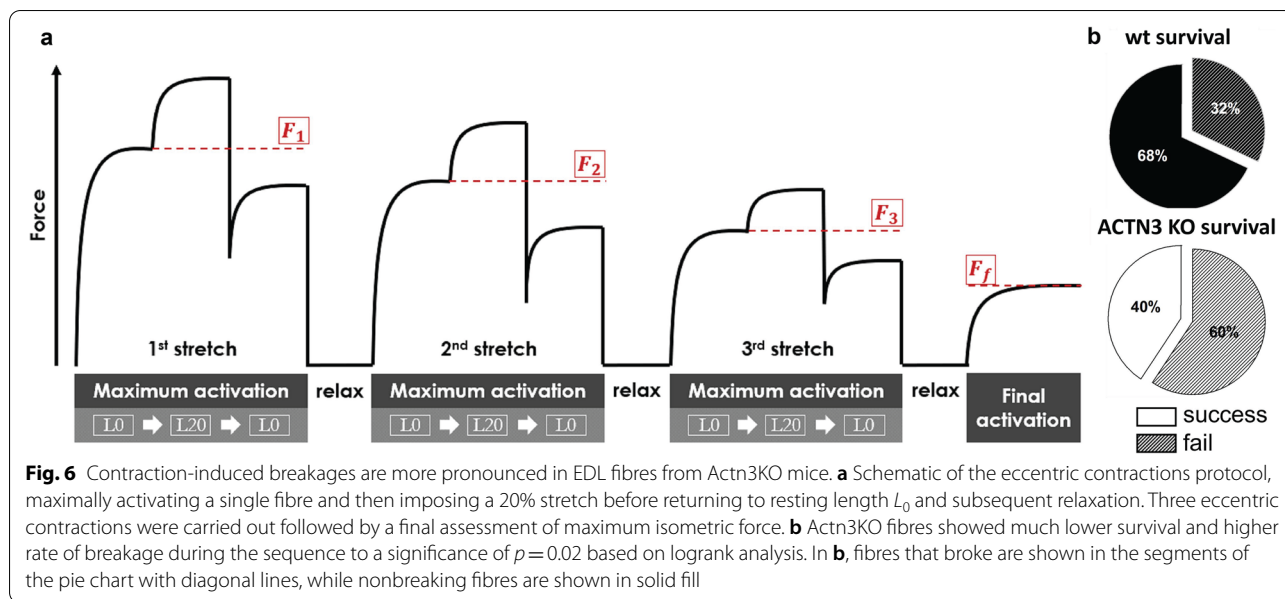 a
b
wt survival
32%
68%
ACTN3 KO survival
40%
60%
success
fail
Force
F1
F2
F3
Ff
1st stretch
2nd stretch
3rd stretch
Maximum activation
relax
Maximum activation
relax
Maximum activation
relax
Final
activation
L0 ➡ L20 ➡ L0
L0 ➡ L20 ➡ L0
L0 ➡ L20 ➡ L0
Fig. 6 Contraction-induced breakages are more pronounced in EDL fibres from Actn3KO mice. a Schematic of the eccentric contractions protocol,
maximally activating a single fibre and then imposing a 20% stretch before returning to resting length L0 and subsequent relaxation. Three eccentric
contractions were carried out followed by a final assessment of maximum isometric force. b Actn3KO fibres showed much lower survival and higher
rate of breakage during the sequence to a significance of p = 0.02 based on logrank analysis. In b, fibres that broke are shown in the segments of
the pie chart with diagonal lines, while nonbreaking fibres are shown in solid fill